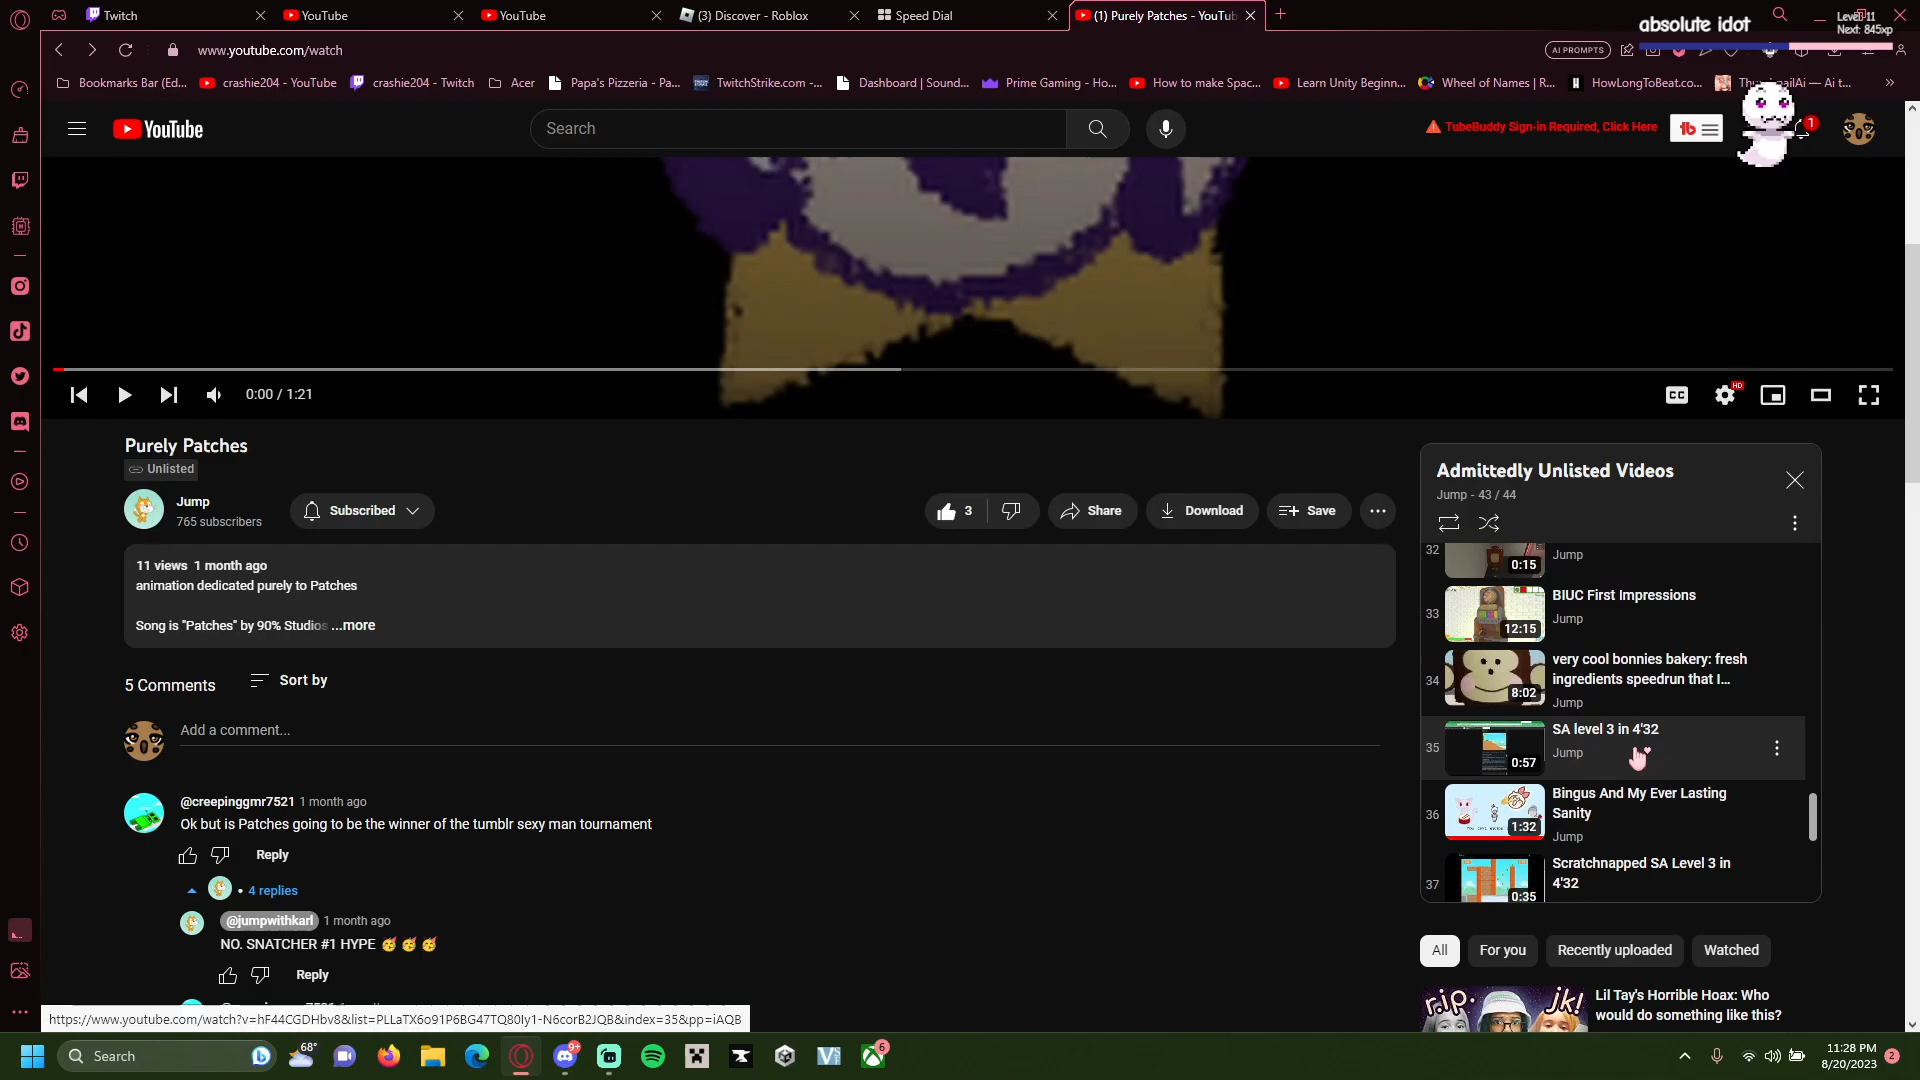 Twitch
YouTube
YouTube
(3) Discover - Roblox
Speed Dial
(1) Purely Patches - YouTub
absolute idot
Level: 11
Next: 845xp
www.youtube.com/watch
AI PROMPTS
Bookmarks Bar (Ed...
crashie204 - YouTube
crashie204 - Twitch
Acer
Papa's Pizzeria - Pa...
TwitchStrike.com -...
Dashboard | Sound...
Prime Gaming - Ho...
How to make Spac...
Learn Unity Beginn...
Wheel of Names | R...
HowLongToBeat.co...
YouTube
Search
TubeBuddy Sign-in Required, Click Here
tb
1
0:00 / 1:21
CC
HD
Purely Patches
Unlisted
Jump
765 subscribers
Subscribed
3
Share
Download
Save
11 views 1 month ago
animation dedicated purely to Patches
Song is "Patches" by 90% Studios ...more
5 Comments
Sort by
Add a comment...
@creepinggmr7521 1 month ago
Ok but is Patches going to be the winner of the tumblr sexy man tournament
Reply
4 replies
@jumpwithkarl 1 month ago
NO. SNATCHER #1 HYPE 🥳 🥳 🥳
Reply
Admittedly Unlisted Videos
Jump - 43 / 44
32
0:15
Jump
33
12:15
BIUC First Impressions
Jump
34
8:02
very cool bonnies bakery: fresh
ingredients speedrun that I...
Jump
35
0:57
SA level 3 in 4'32
Jump
36
1:32
Bingus And My Ever Lasting
Sanity
Jump
37
0:35
Scratchnapped SA Level 3 in
4'32
All
For you
Recently uploaded
Watched
r.i.p.
jk!
Lil Tay's Horrible Hoax: Who
would do something like this?
https://www.youtube.com/watch?v=hF44CGDHbv8&list=PLLaTX6o91P6BG47TQ80Iy1-N6corB2JQB&index=35&pp=iAQB
Search
68°
9+
6
11:28 PM
8/20/2023
2